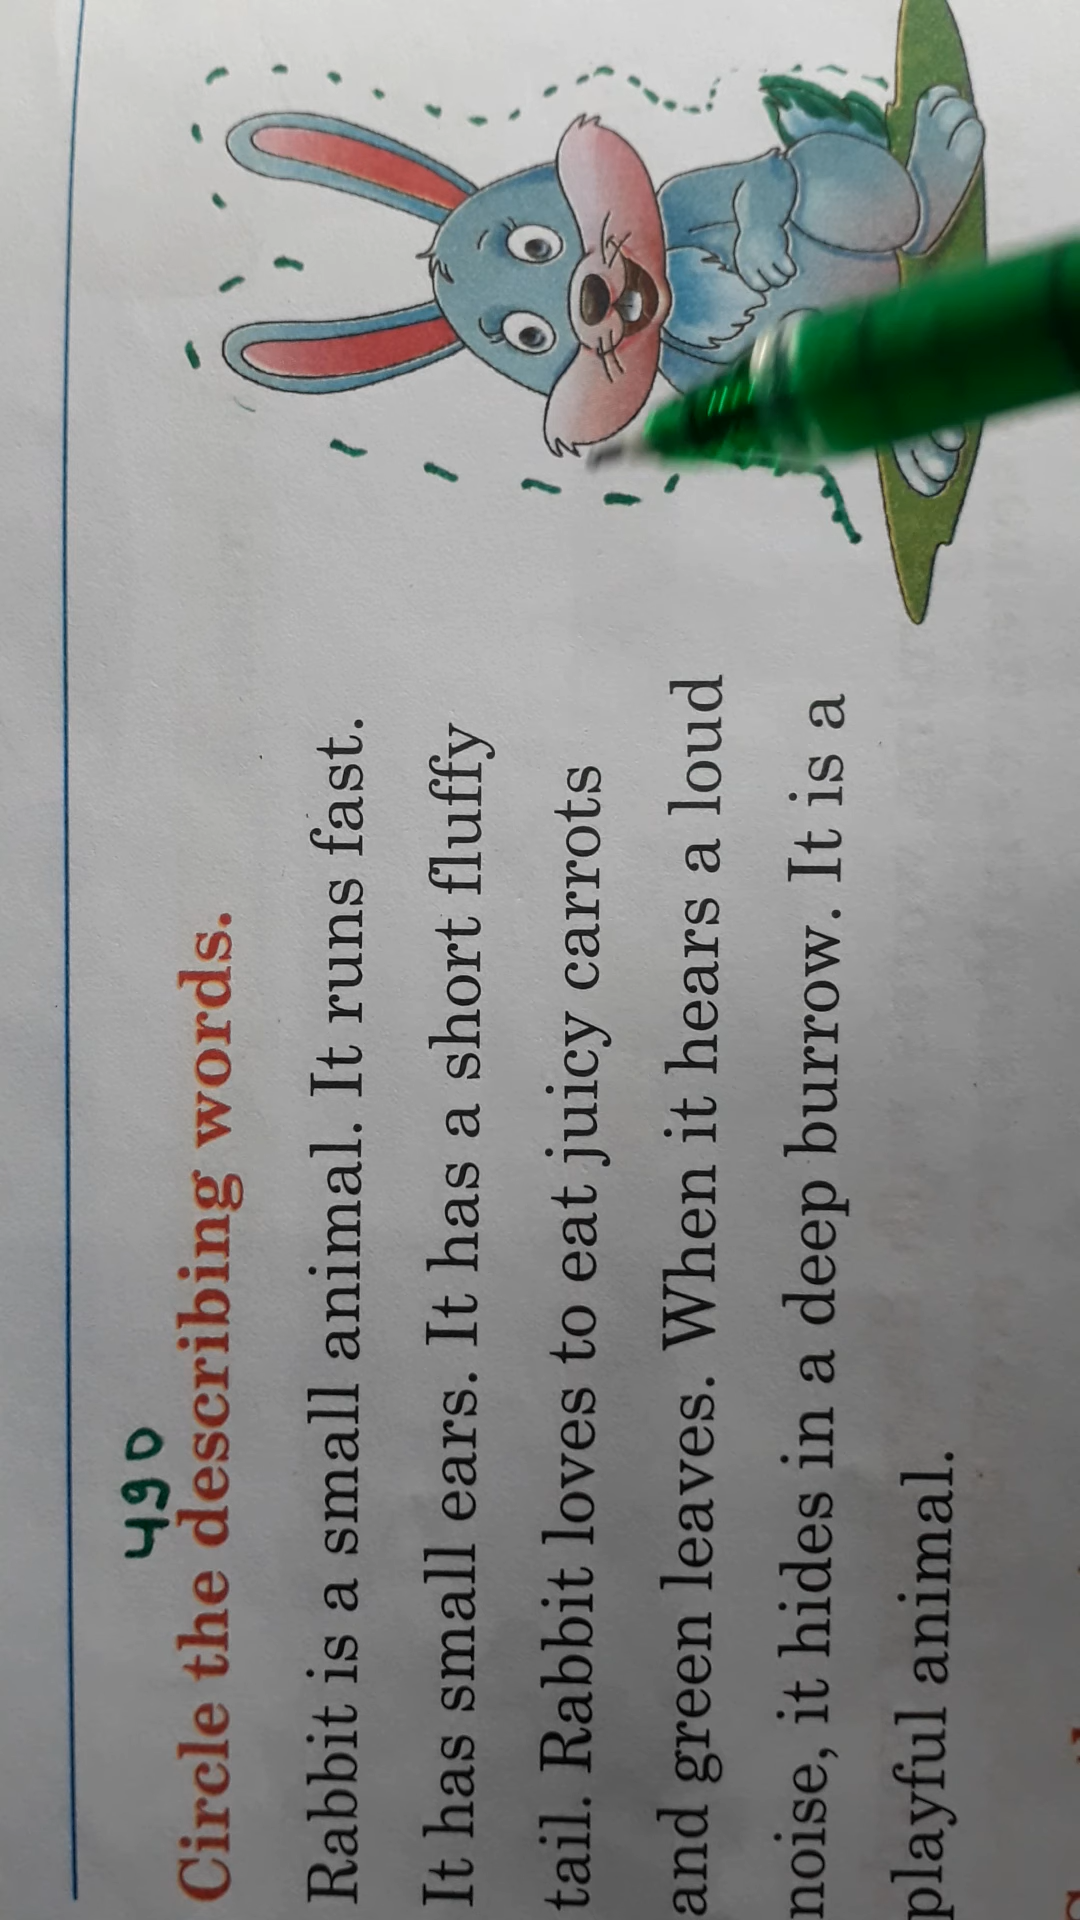 490
Circle the describing words.
Rabbit is a small animal. It runs fast.
It has small ears. It has a short fluffy
tail. Rabbit loves to eat juicy carrots
and green leaves. When it hears a loud
noise, it hides in a deep burrow. It is a
playful animal.